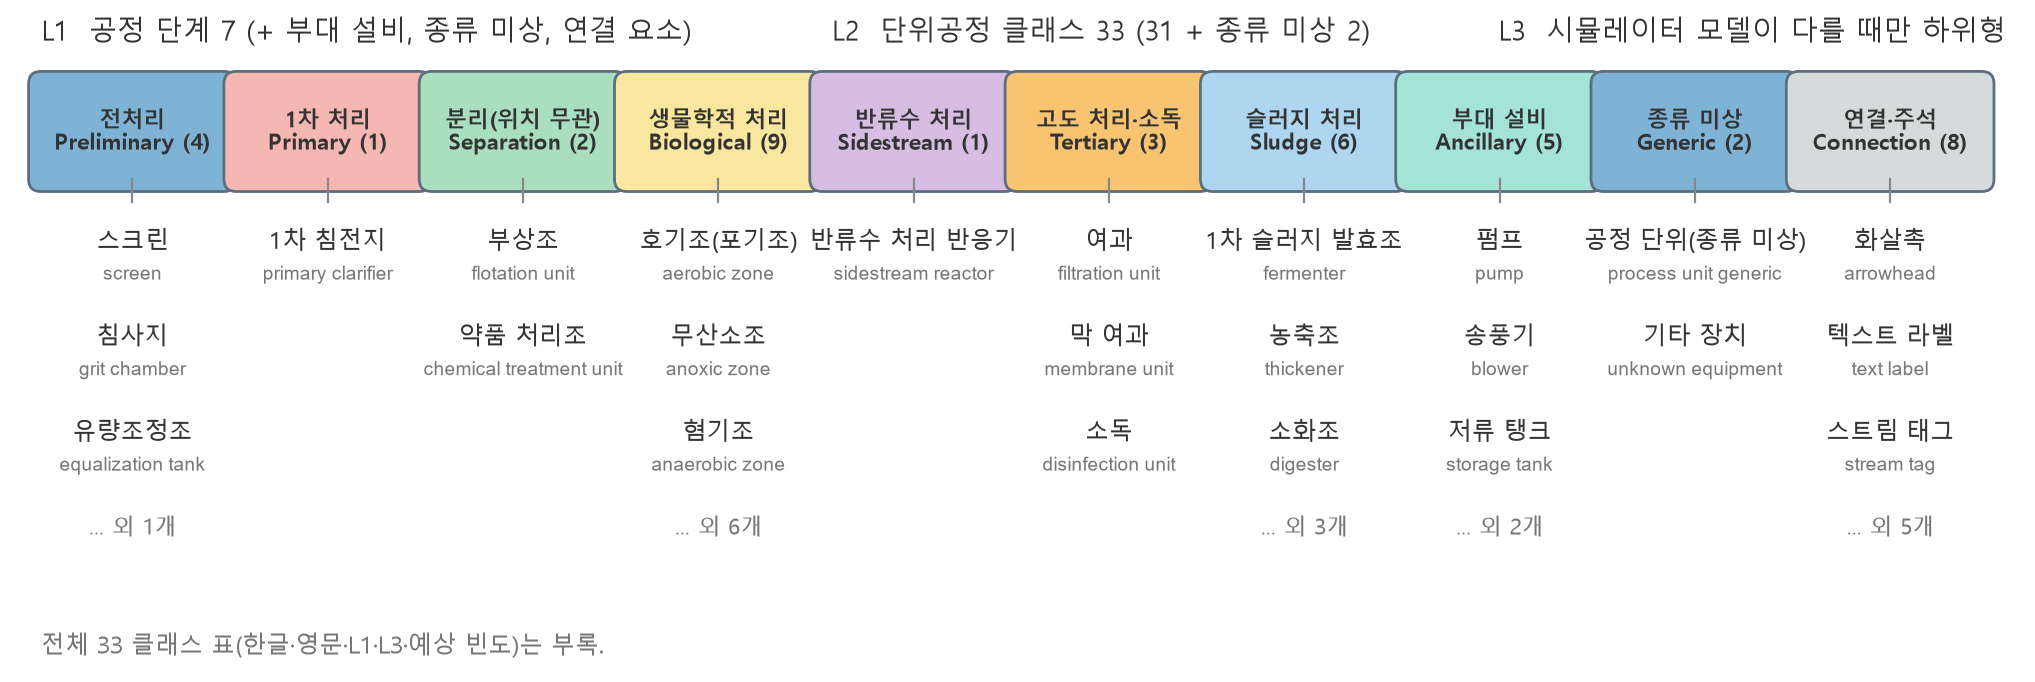 L1 공정 단계 7 (+ 부대 설비, 종류 미상, 연결 요소)
L2 단위공정 클래스 33 (31 + 종류 미상 2)
L3 시뮬레이터 모델이 다를 때만 하위형
전처리
Preliminary (4)
스크린
screen
침사지
grit chamber
유량조정조
equalization tank
... 외 1개
1차 처리
Primary (1)
1차 침전지
primary clarifier
분리(위치 무관)
Separation (2)
부상조
flotation unit
약품 처리조
chemical treatment unit
생물학적 처리
Biological (9)
호기조(포기조)
aerobic zone
무산소조
anoxic zone
혐기조
anaerobic zone
... 외 6개
반류수 처리
Sidestream (1)
반류수 처리 반응기
sidestream reactor
고도 처리·소독
Tertiary (3)
여과
filtration unit
막 여과
membrane unit
소독
disinfection unit
슬러지 처리
Sludge (6)
1차 슬러지 발효조
fermenter
농축조
thickener
소화조
digester
... 외 3개
부대 설비
Ancillary (5)
펌프
pump
송풍기
blower
저류 탱크
storage tank
... 외 2개
종류 미상
Generic (2)
공정 단위(종류 미상)
process unit generic
기타 장치
unknown equipment
연결·주석
Connection (8)
화살촉
arrowhead
텍스트 라벨
text label
스트림 태그
stream tag
... 외 5개
전체 33 클래스 표(한글·영문·L1·L3·예상 빈도)는 부록.